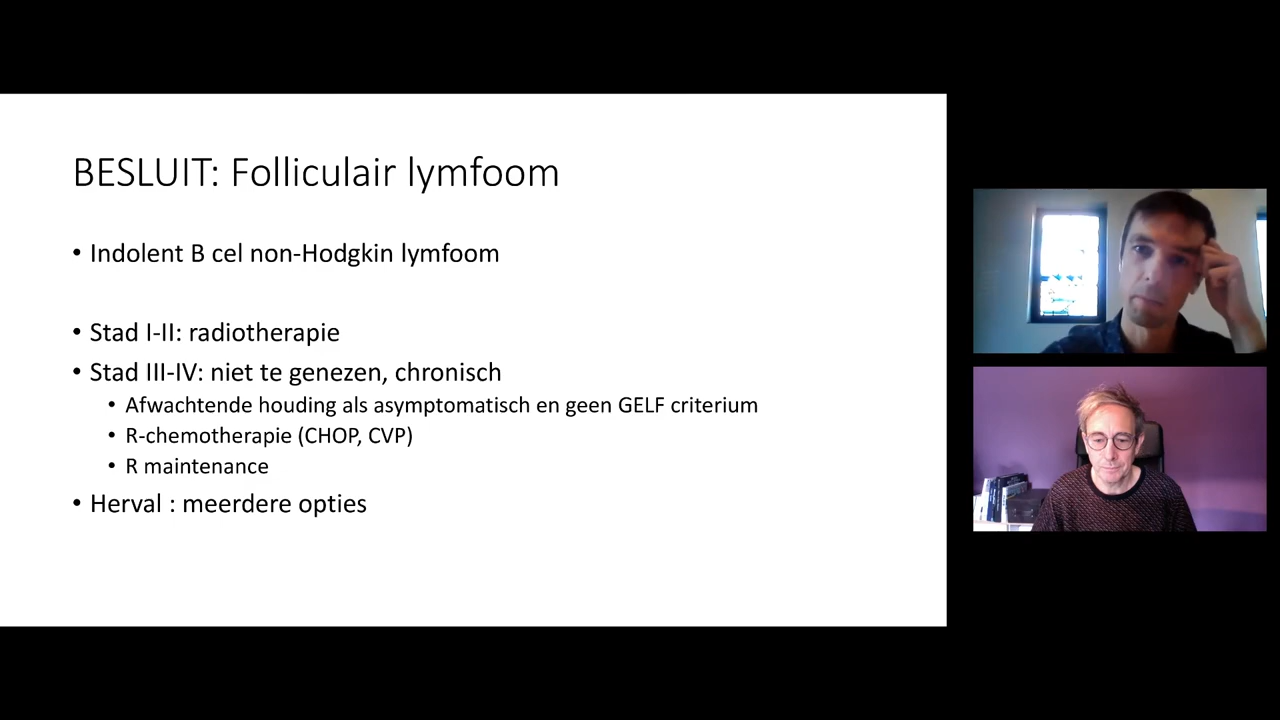 BESLUIT: Folliculair lymfoom
• Indolent B cel non-Hodgkin lymfoom
• Stad I-II: radiotherapie
• Stad III-IV: niet te genezen, chronisch
• Afwachtende houding als asymptomatisch en geen GELF criterium
• R-chemotherapie (CHOP, CVP)
• R maintenance
• Herval : meerdere opties